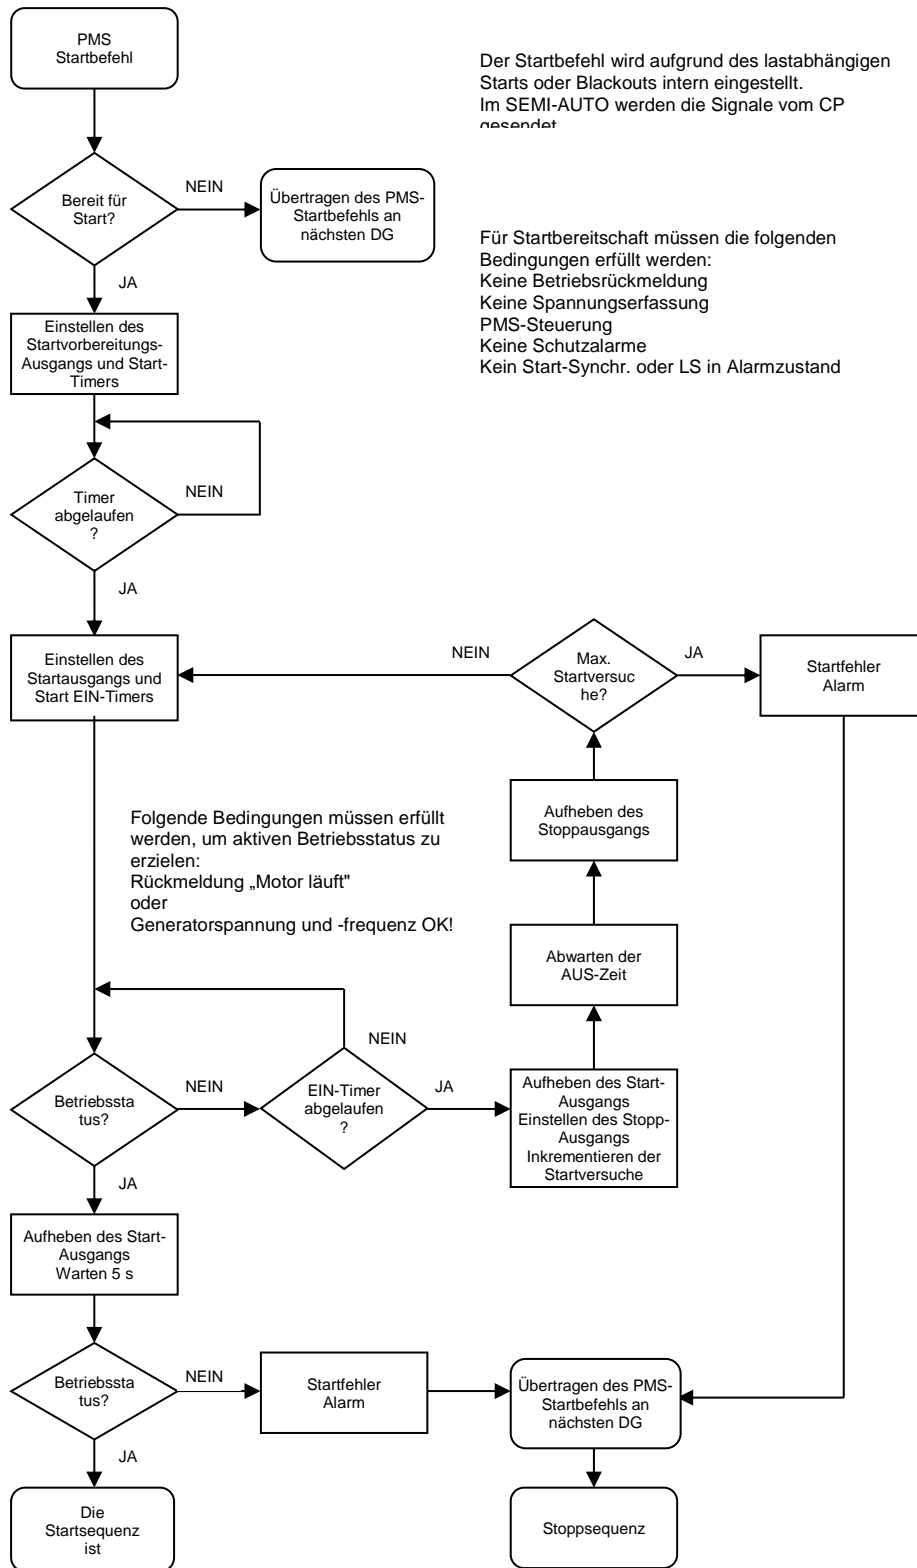 PMS
Startbefehl
Der Startbefehl wird aufgrund des lastabhängigen
Starts oder Blackouts intern eingestellt.
Im SEMI-AUTO werden die Signale vom CP
gesendet
Bereit für
Start?
NEIN
Übertragen des PMS-
Startbefehls an
nächsten DG
Für Startbereitschaft müssen die folgenden
Bedingungen erfüllt werden:
Keine Betriebsrückmeldung
Keine Spannungserfassung
PMS-Steuerung
Keine Schutzalarme
Kein Start-Synchr. oder LS in Alarmzustand
JA
Einstellen des
Startvorbereitungs-
Ausgangs und Start-
Timers
Timer
abgelaufen
?
NEIN
JA
Einstellen des
Startausgangs und
Start EIN-Timers
NEIN
Max.
Startversuc
he?
JA
Startfehler
Alarm
Aufheben des
Stoppausgangs
Folgende Bedingungen müssen erfüllt
werden, um aktiven Betriebsstatus zu
erzielen:
Rückmeldung „Motor läuft"
oder
Generatorspannung und -frequenz OK!
Abwarten der
AUS-Zeit
NEIN
Betriebssta
tus?
NEIN
EIN-Timer
abgelaufen
?
JA
Aufheben des Start-
Ausgangs
Einstellen des Stopp-
Ausgangs
Inkrementieren der
Startversuche
JA
Aufheben des Start-
Ausgangs
Warten 5 s
Betriebssta
tus?
NEIN
Startfehler
Alarm
Übertragen des PMS-
Startbefehls an
nächsten DG
JA
Die
Startsequenz
ist
Stoppsequenz